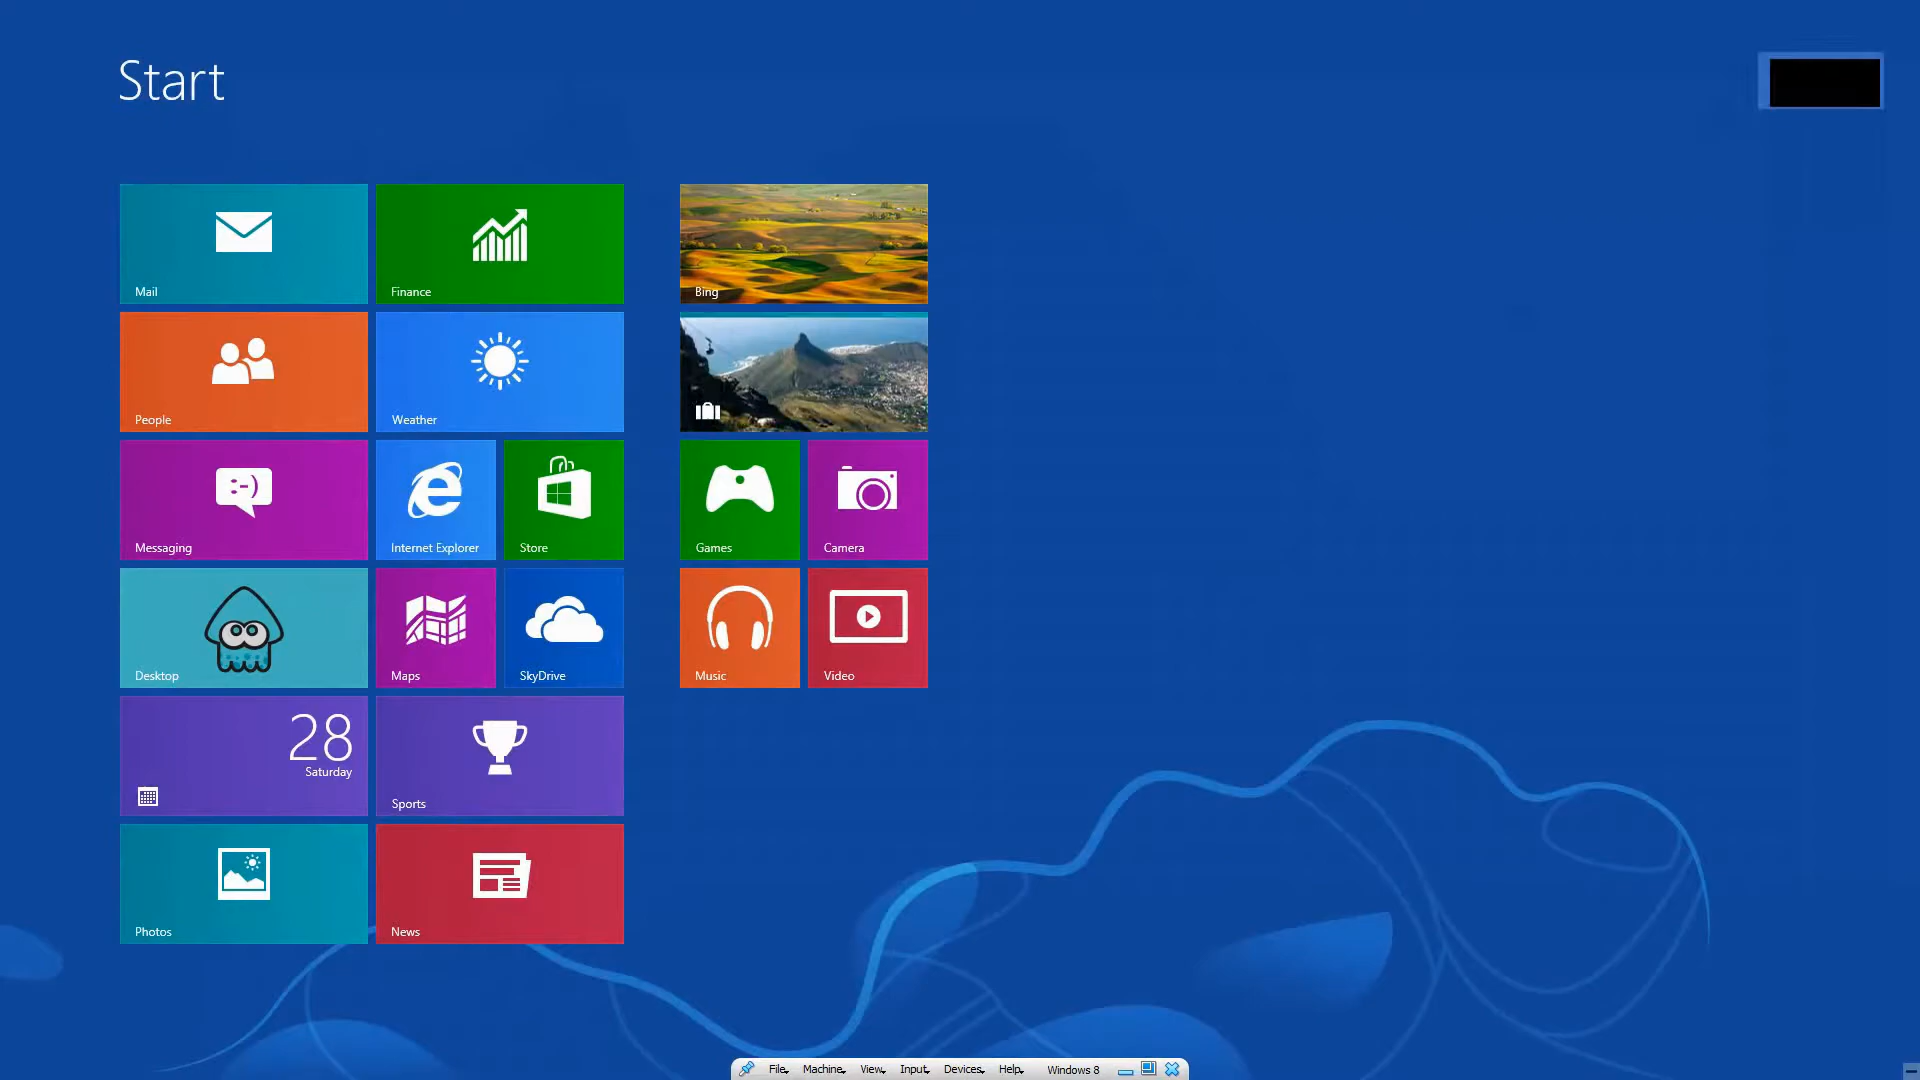 Start
Mail
Finance
Bing
People
Weather
:-)
Messaging
Internet Explorer
Store
Games
Camera
Desktop
Maps
SkyDrive
Music
Video
28
Saturday
Sports
Photos
News
File Machine View Input Devices Help Windows 8